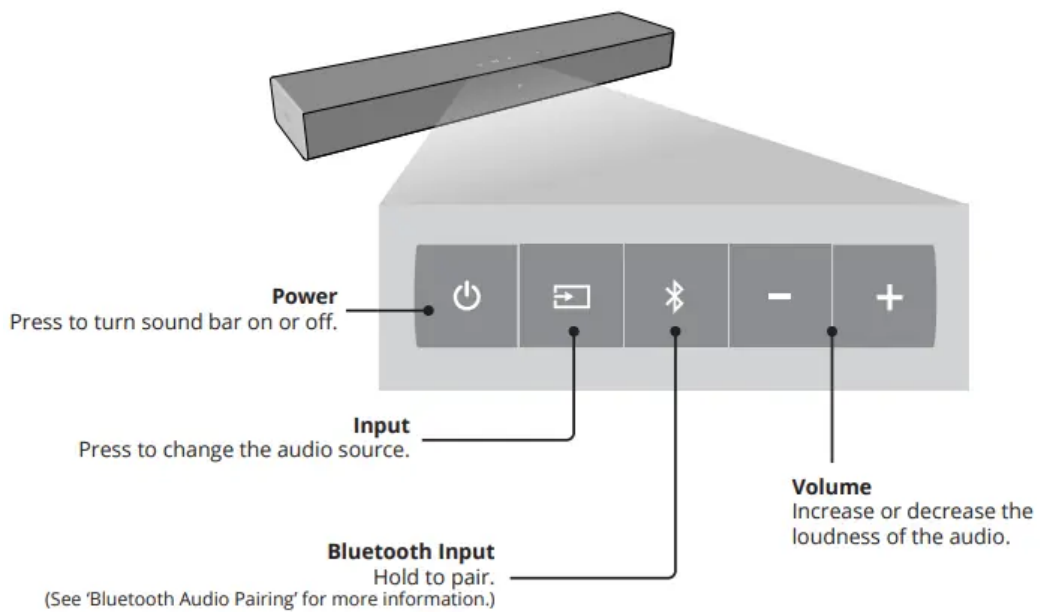 Power
Press to turn sound bar on or off.
Input
Press to change the audio source.
Volume
Increase or decrease the
loudness of the audio.
Bluetooth Input
Hold to pair.
(See ‘Bluetooth Audio Pairing’ for more information.)